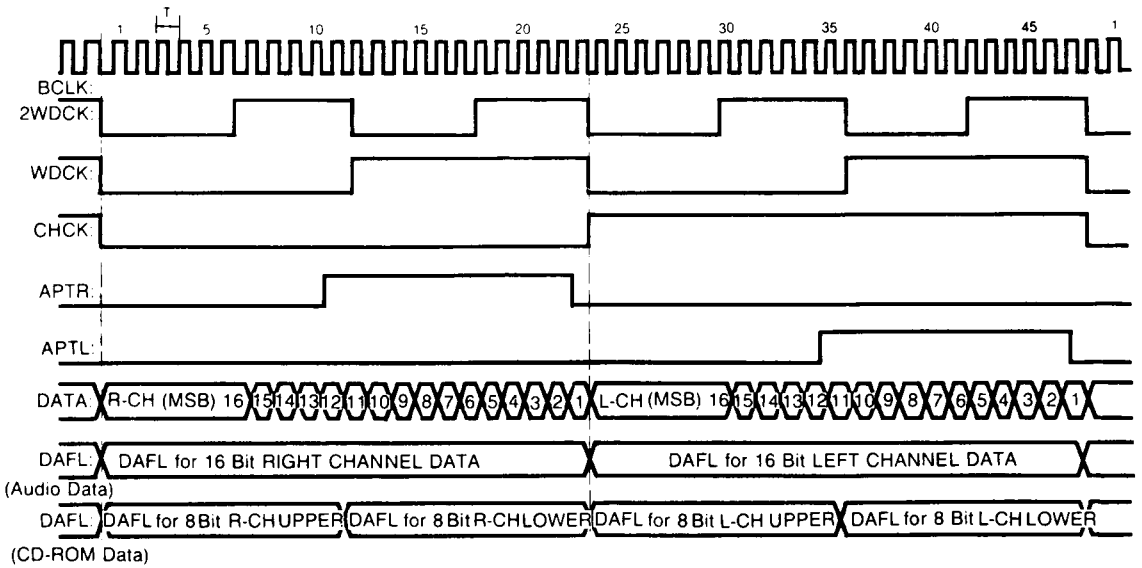 T
1 5 10 15 20 25 30 35 40 45 1
BCLK:
2WDCK:
WDCK:
CHCK:
APTR:
APTL:
DATA: R-CH (MSB) 16 15 14 13 12 11 10 9 8 7 6 5 4 3 2 1 L-CH (MSB) 16 15 14 13 12 11 10 9 8 7 6 5 4 3 2 1
DAFL: DAFL for 16 Bit RIGHT CHANNEL DATA DAFL for 16 Bit LEFT CHANNEL DATA
(Audio Data)
DAFL: DAFL for 8 Bit R-CH UPPER DAFL for 8 Bit R-CH LOWER DAFL for 8 Bit L-CH UPPER DAFL for 8 Bit L-CH LOWER
(CD-ROM Data)